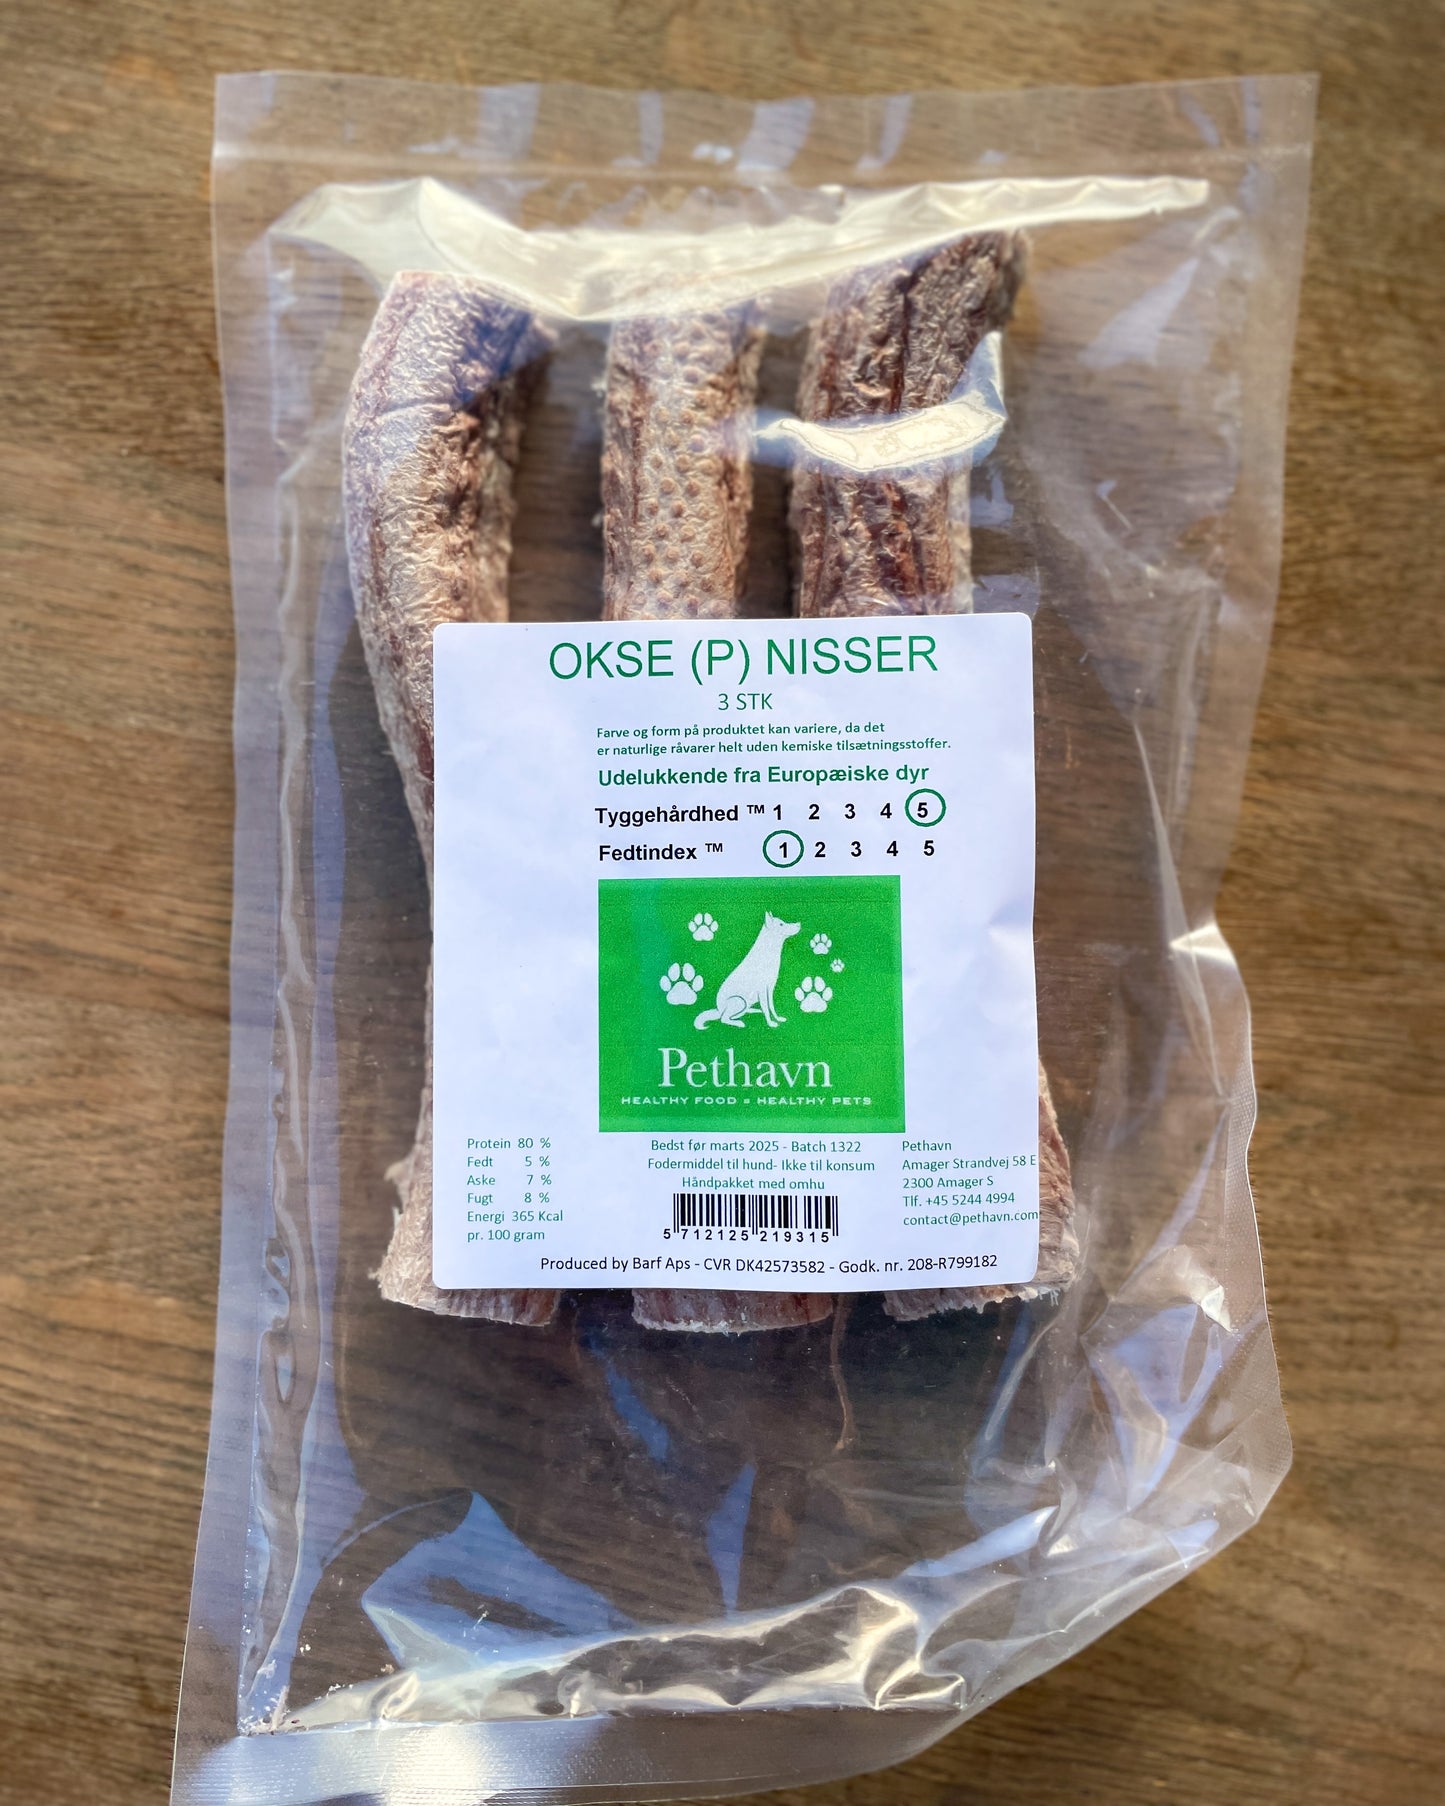 OKSE (P) NISSER
3 STK
Farve og form på produktet kan variere, da det
er naturlige råvarer helt uden kemiske tilsætningsstoffer.
Udelukkende fra Europæiske dyr
Tyggehårdhed ™ 1 2 3 4 5
Fedtindex ™ 1 2 3 4 5
Pethavn
HEALTHY FOOD = HEALTHY PETS
Protein 80 %
Fedt 5 %
Aske 7 %
Fugt 8 %
Energi 365 Kcal
pr. 100 gram
Bedst før marts 2025 - Batch 1322
Fodermiddel til hund- Ikke til konsum
Håndpakket med omhu
5 712125 219315
Pethavn
Amager Strandvej 58 E
2300 Amager S
Tlf. +45 5244 4994
contact@pethavn.com
Produced by Barf Aps - CVR DK42573582 - Godk. nr. 208-R799182